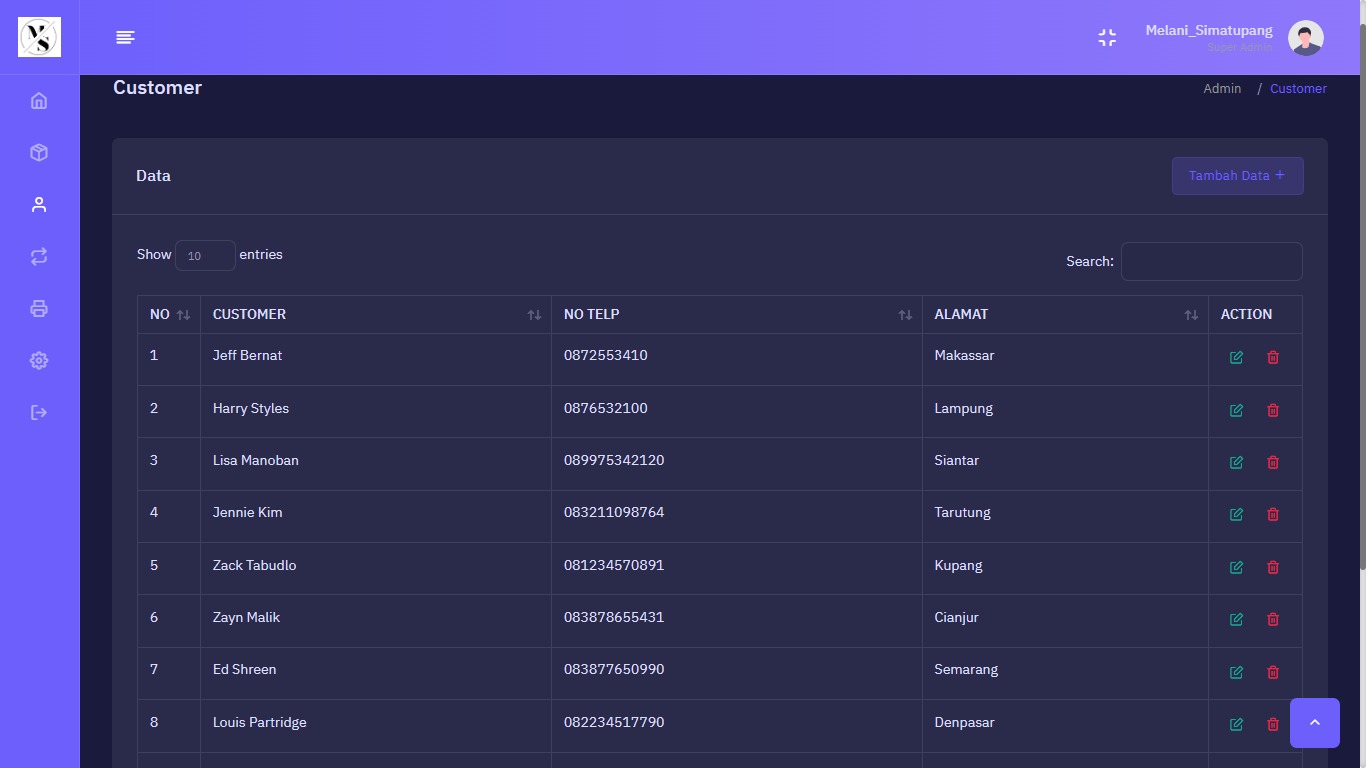 MS
Melani_Simatupang
Super Admin
Customer
Admin / Customer
Data
Tambah Data +
Show 10 entries
Search:
NO CUSTOMER NO TELP ALAMAT ACTION
1 Jeff Bernat 0872553410 Makassar
2 Harry Styles 0876532100 Lampung
3 Lisa Manoban 089975342120 Siantar
4 Jennie Kim 083211098764 Tarutung
5 Zack Tabudlo 081234570891 Kupang
6 Zayn Malik 083878655431 Cianjur
7 Ed Shreen 083877650990 Semarang
8 Louis Partridge 082234517790 Denpasar